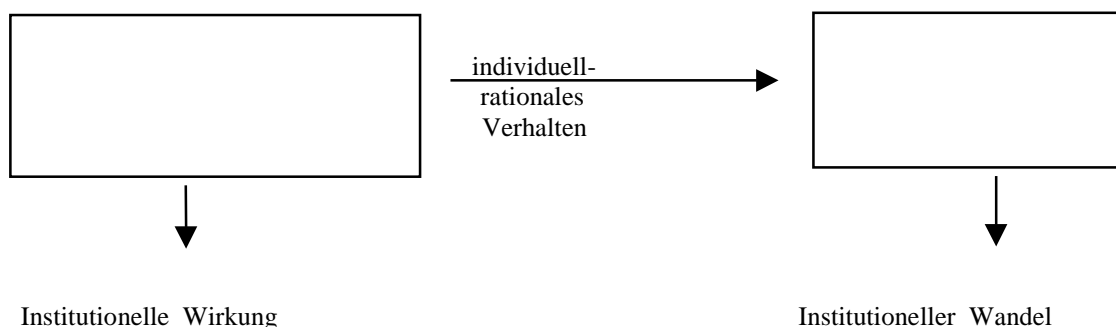 individuell-
rationales
Verhalten
Institutionelle Wirkung
Institutioneller Wandel